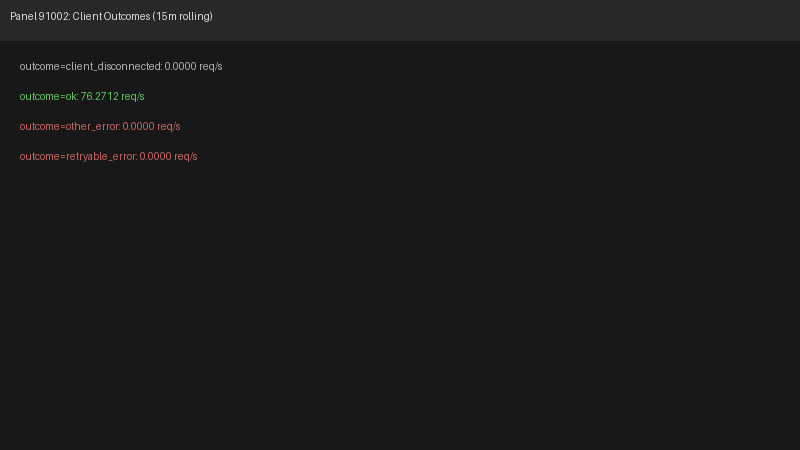 Panel 91002: Client Outcomes (15m rolling)
outcome=client_disconnected: 0.0000 req/s
outcome=ok: 76.2712 req/s
outcome=other_error: 0.0000 req/s
outcome=retryable_error: 0.0000 req/s